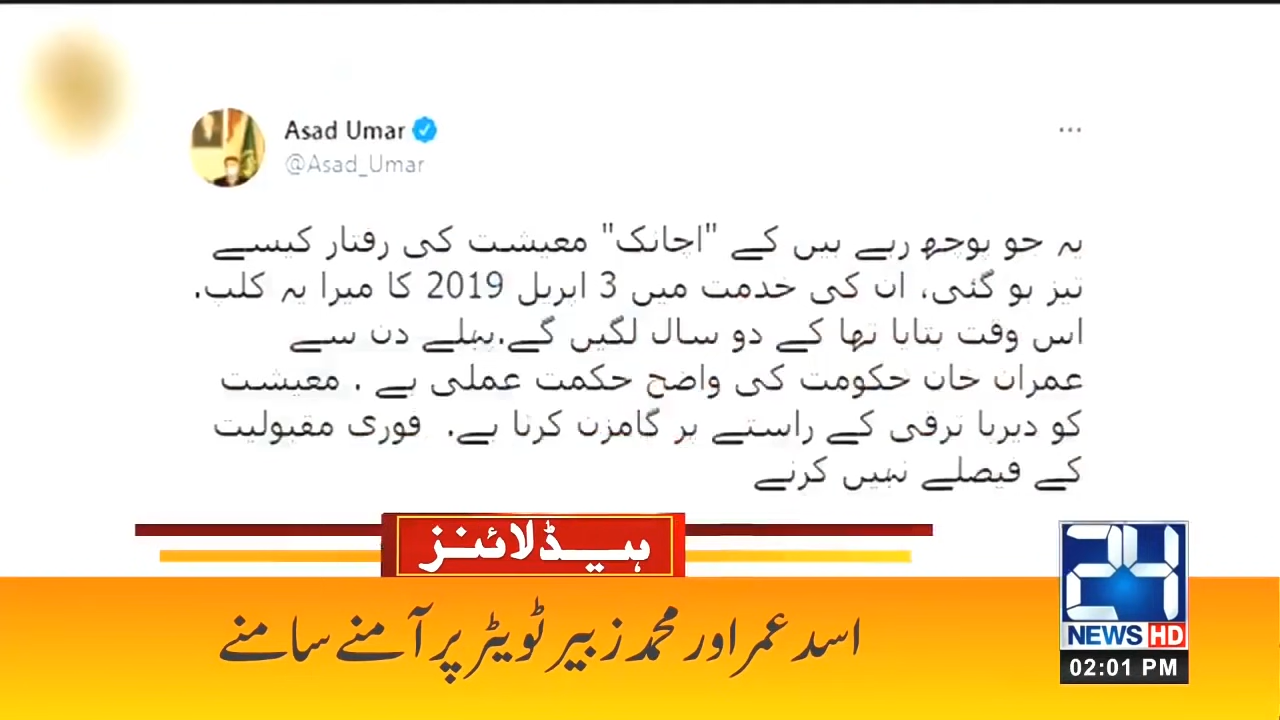 Asad Umar
@Asad_Umar
یہ جو پوچھ رہے ہیں کے "اچانک" معیشت کی رفتار کیسے
تیز ہو گئی، ان کی خدمت میں 3 اپریل 2019 کا میرا یہ کلپ.
اس وقت بتایا تھا کے دو سال لگیں گے.پہلے دن سے
عمران خان حکومت کی واضح حکمت عملی ہے . معیشت
کو دیرپا ترقی کے راستے پر گامزن کرنا ہے. فوری مقبولیت
کے فیصلے نہیں کرنے
ہیڈلائنز
اسد عمر اور محمد زبیر ٹویٹر پر آمنے سامنے
24
NEWS HD
02:01 PM